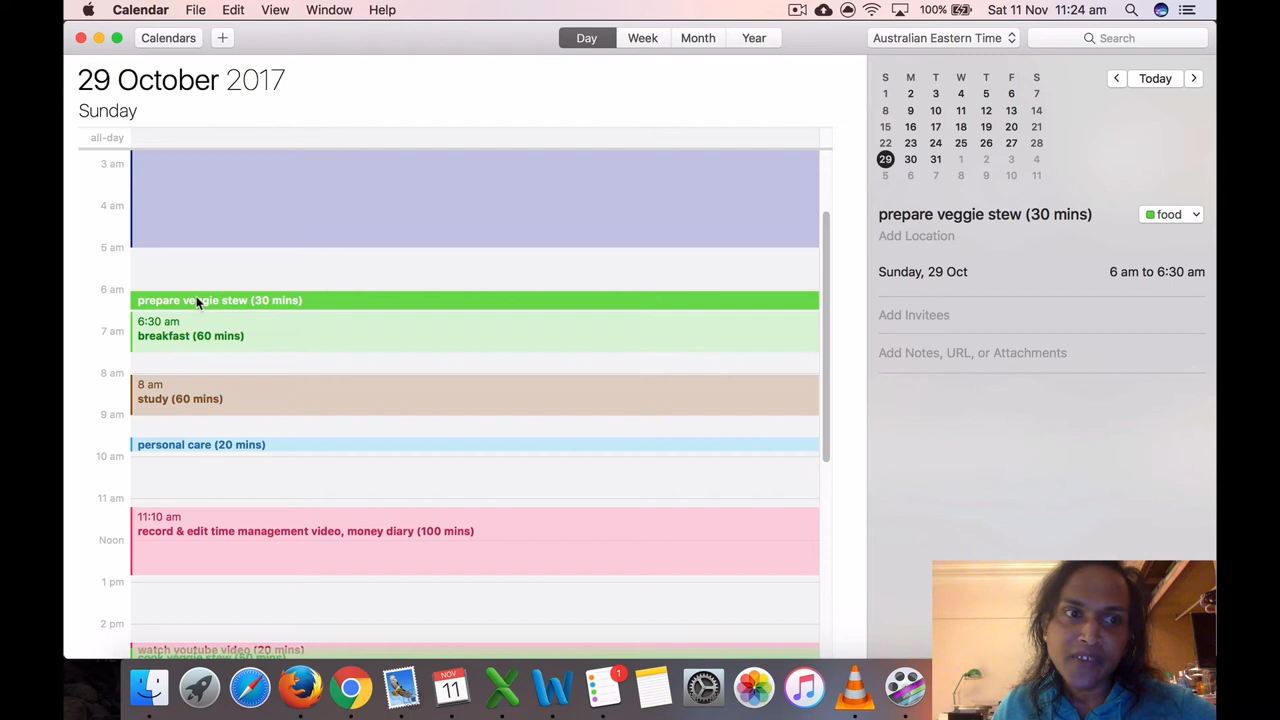 Calendar File Edit View Window Help 100% Sat 11 Nov 11:24 am
Calendars + Day Week Month Year Australian Eastern Time Search
29 October 2017
Sunday
all-day
3 am
4 am
5 am
6 am
prepare veggie stew (30 mins)
6:30 am
7 am
breakfast (60 mins)
8 am
8 am
study (60 mins)
9 am
personal care (20 mins)
10 am
11 am
11:10 am
record & edit time management video, money diary (100 mins)
Noon
1 pm
2 pm
watch youtube video (20 mins)
cook veggie stew (50 mins)
S M T W T F S
1 2 3 4 5 6 7
8 9 10 11 12 13 14
15 16 17 18 19 20 21
22 23 24 25 26 27 28
29 30 31 1 2 3 4
5 6 7 8 9 10 11
< Today >
prepare veggie stew (30 mins) food
Add Location
Sunday, 29 Oct 6 am to 6:30 am
Add Invitees
Add Notes, URL, or Attachments
NOV
11
1